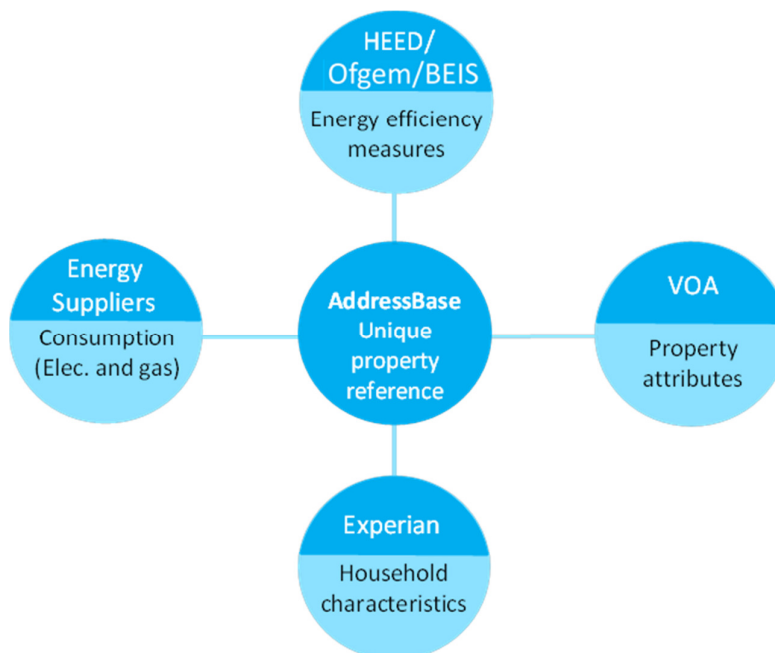 HEED/
Ofgem/BEIS
Energy efficiency
measures
Energy
Suppliers
Consumption
(Elec. and gas)
AddressBase
Unique
property
reference
VOA
Property
attributes
Experian
Household
characteristics